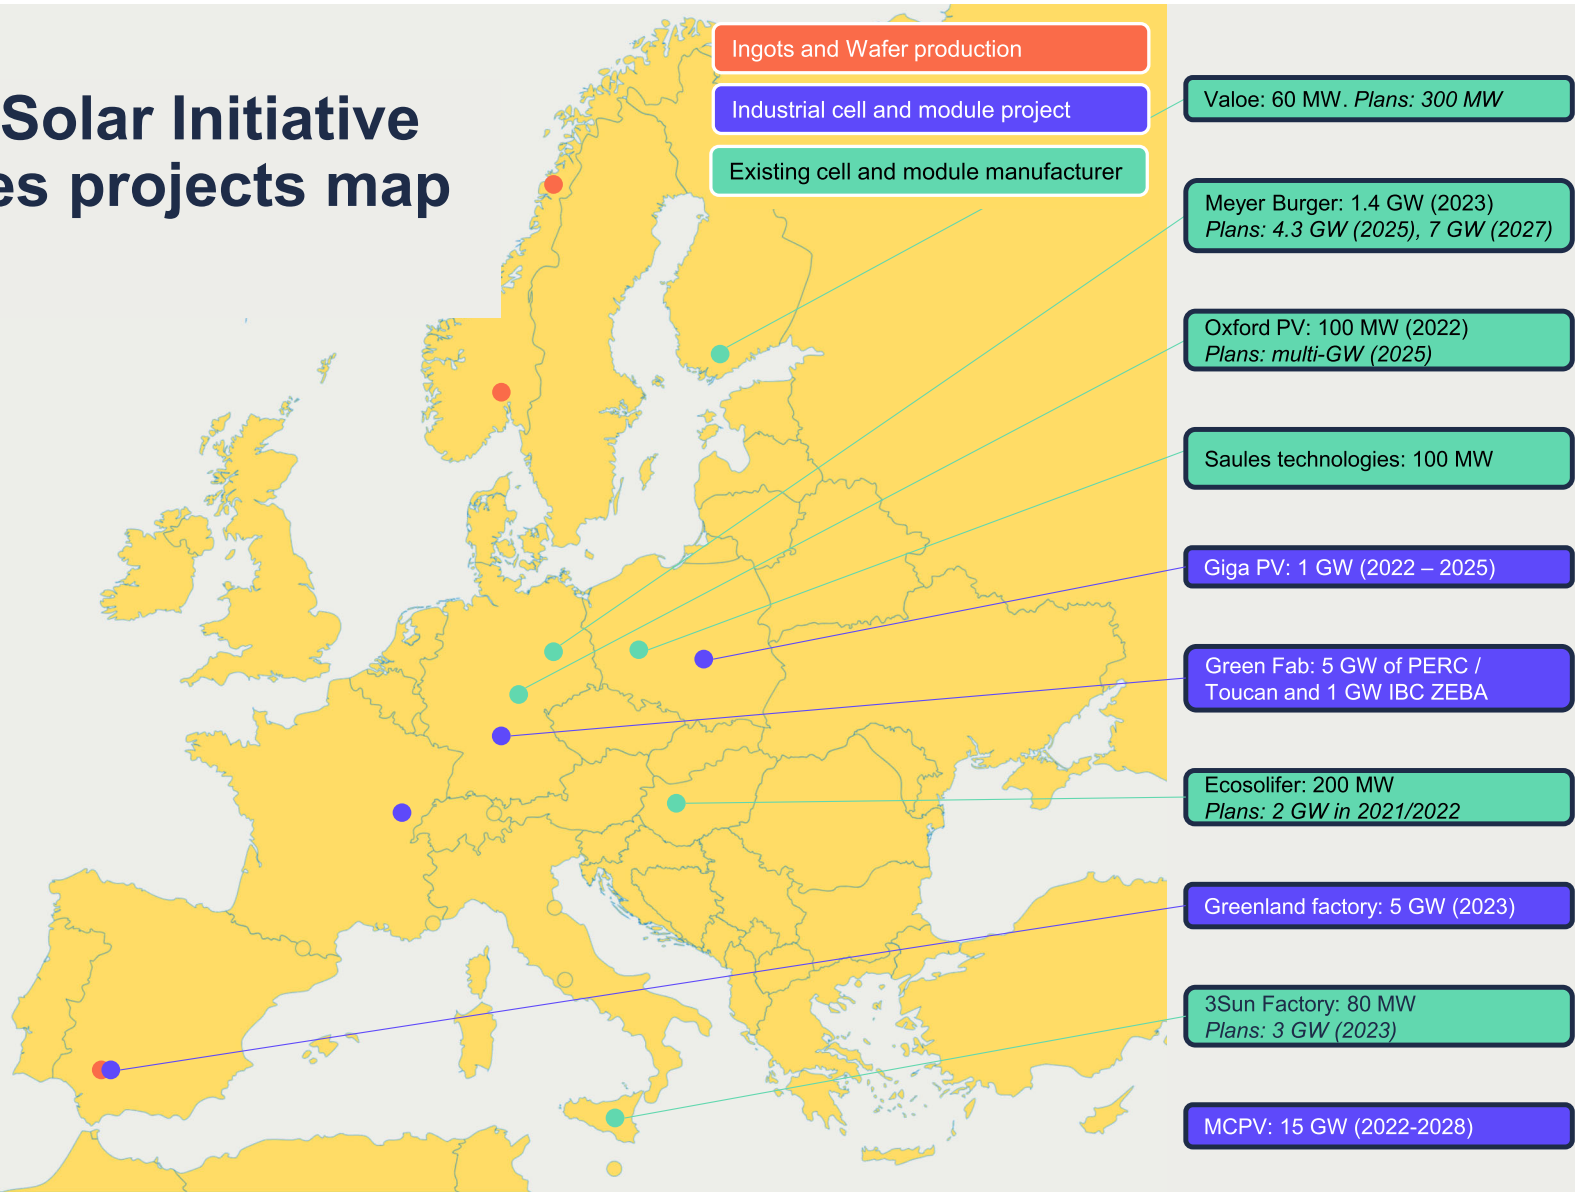 Solar Initiative
es projects map
Ingots and Wafer production
Industrial cell and module project
Existing cell and module manufacturer
Valoe: 60 MW. Plans: 300 MW
Meyer Burger: 1.4 GW (2023)
Plans: 4.3 GW (2025), 7 GW (2027)
Oxford PV: 100 MW (2022)
Plans: multi-GW (2025)
Saules technologies: 100 MW
Giga PV: 1 GW (2022 – 2025)
Green Fab: 5 GW of PERC /
Toucan and 1 GW IBC ZEBA
Ecosolifer: 200 MW
Plans: 2 GW in 2021/2022
Greenland factory: 5 GW (2023)
3Sun Factory: 80 MW
Plans: 3 GW (2023)
MCPV: 15 GW (2022-2028)